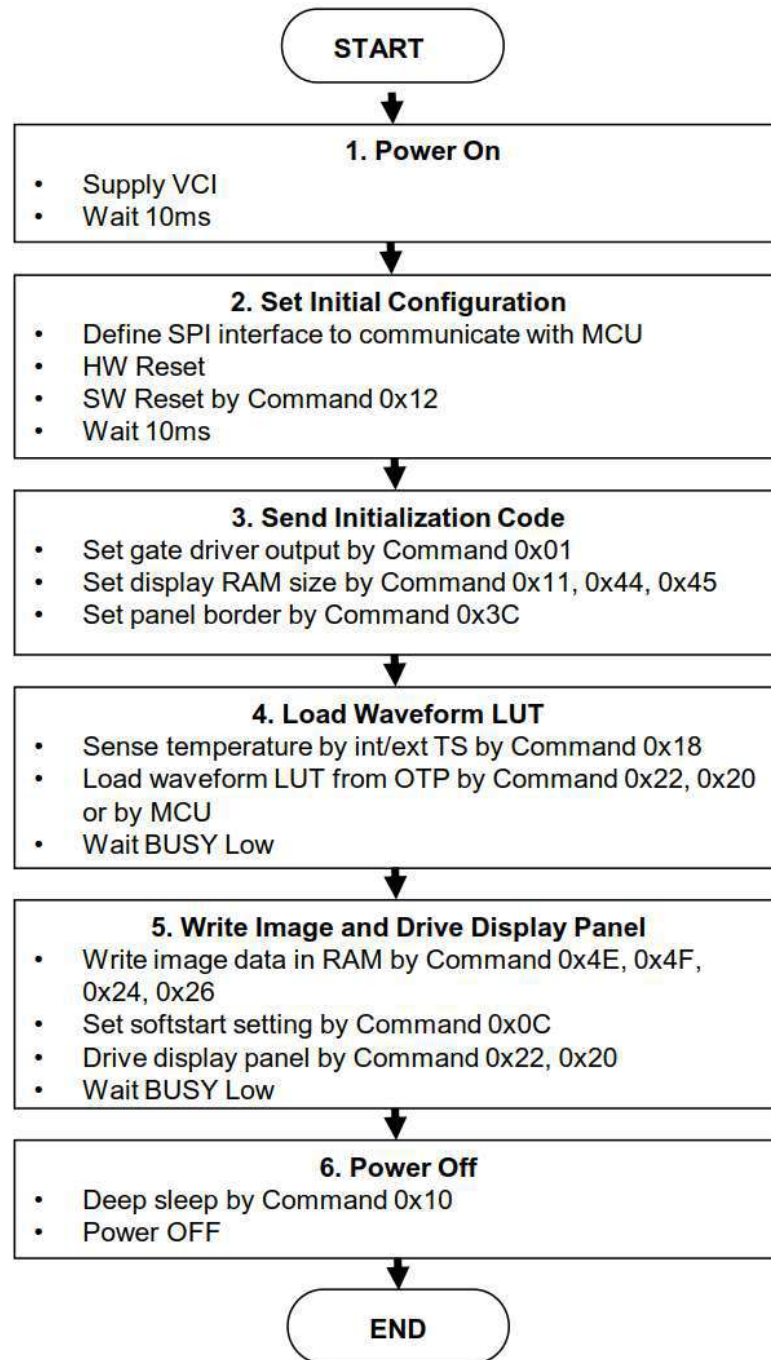 START
1. Power On
• Supply VCI
• Wait 10ms
2. Set Initial Configuration
• Define SPI interface to communicate with MCU
• HW Reset
• SW Reset by Command 0x12
• Wait 10ms
3. Send Initialization Code
• Set gate driver output by Command 0x01
• Set display RAM size by Command 0x11, 0x44, 0x45
• Set panel border by Command 0x3C
4. Load Waveform LUT
• Sense temperature by int/ext TS by Command 0x18
• Load waveform LUT from OTP by Command 0x22, 0x20
or by MCU
• Wait BUSY Low
5. Write Image and Drive Display Panel
• Write image data in RAM by Command 0x4E, 0x4F,
0x24, 0x26
• Set softstart setting by Command 0x0C
• Drive display panel by Command 0x22, 0x20
• Wait BUSY Low
6. Power Off
• Deep sleep by Command 0x10
• Power OFF
END